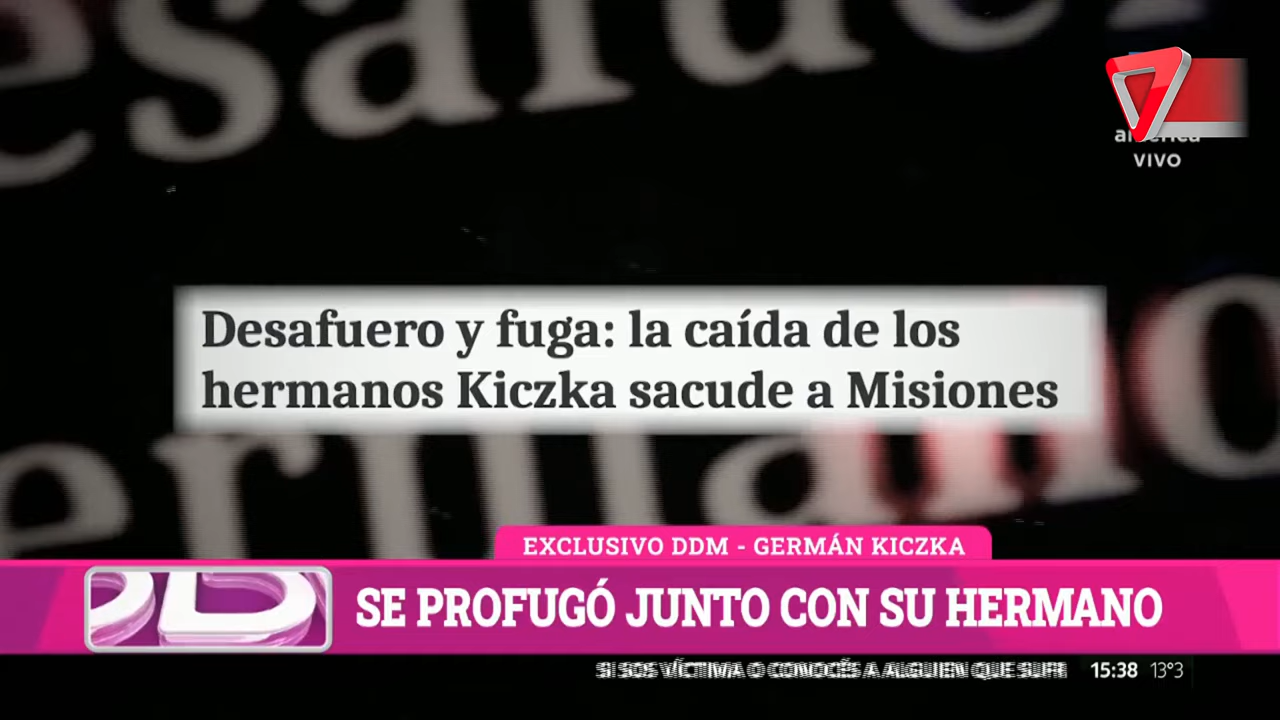 america
VIVO
Desafuero y fuga: la caída de los
hermanos Kiczka sacude a Misiones
EXCLUSIVO DDM - GERMÁN KICZKA
SE PROFUGÓ JUNTO CON SU HERMANO
SI SOS VÍCTIMA O CONOCÉS A ALGUIEN QUE SUFR
15:38 13°3